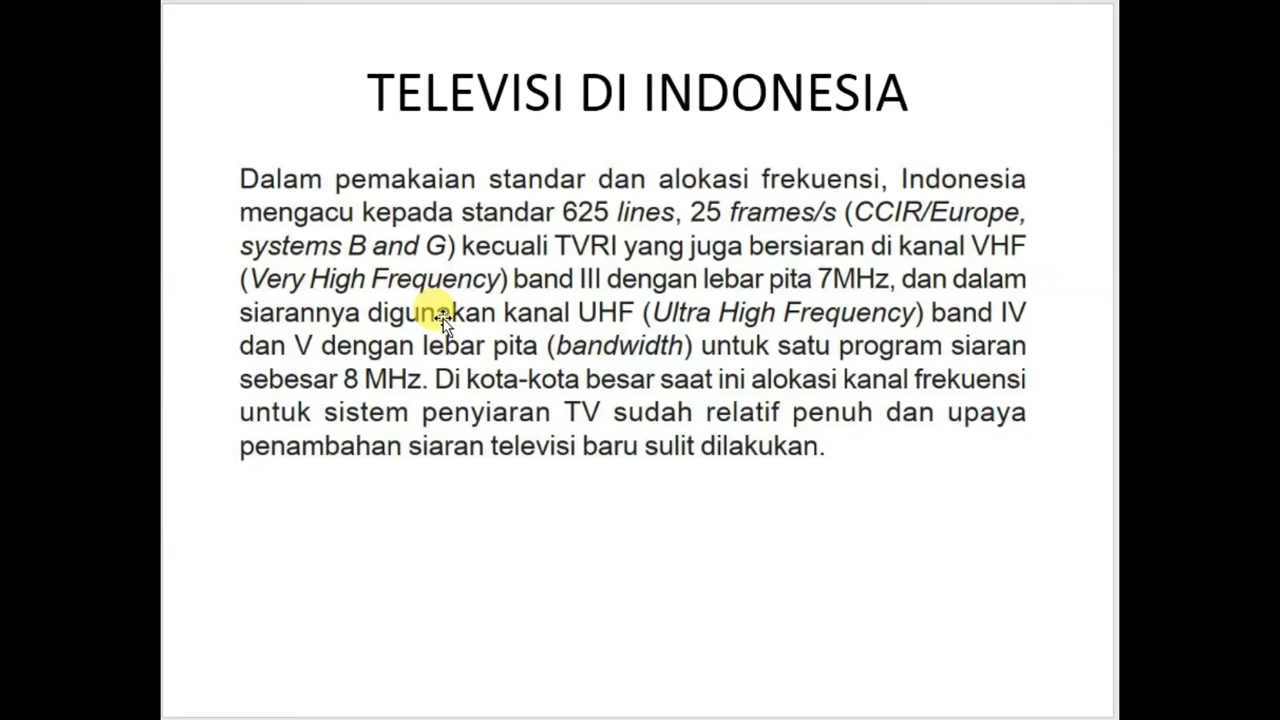 TELEVISI DI INDONESIA
Dalam pemakaian standar dan alokasi frekuensi, Indonesia
mengacu kepada standar 625 lines, 25 frames/s (CCIR/Europe,
systems B and G) kecuali TVRI yang juga bersiaran di kanal VHF
(Very High Frequency) band III dengan lebar pita 7MHz, dan dalam
siarannya digunakan kanal UHF (Ultra High Frequency) band IV
dan V dengan lebar pita (bandwidth) untuk satu program siaran
sebesar 8 MHz. Di kota-kota besar saat ini alokasi kanal frekuensi
untuk sistem penyiaran TV sudah relatif penuh dan upaya
penambahan siaran televisi baru sulit dilakukan.